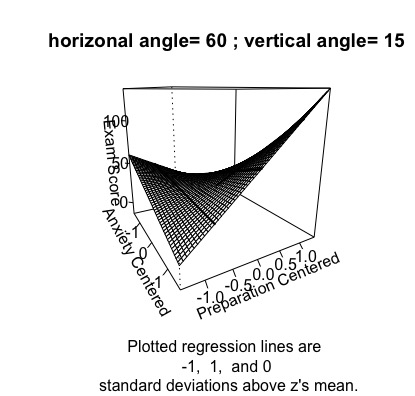 horizonal angle= 60 ; vertical angle= 15
100
50
0
Exam Score
-1
0
1
Anxiety Centered
-1.0
-0.5
0.0
0.5
1.0
Preparation Centered
Plotted regression lines are
-1, 1, and 0
standard deviations above z's mean.